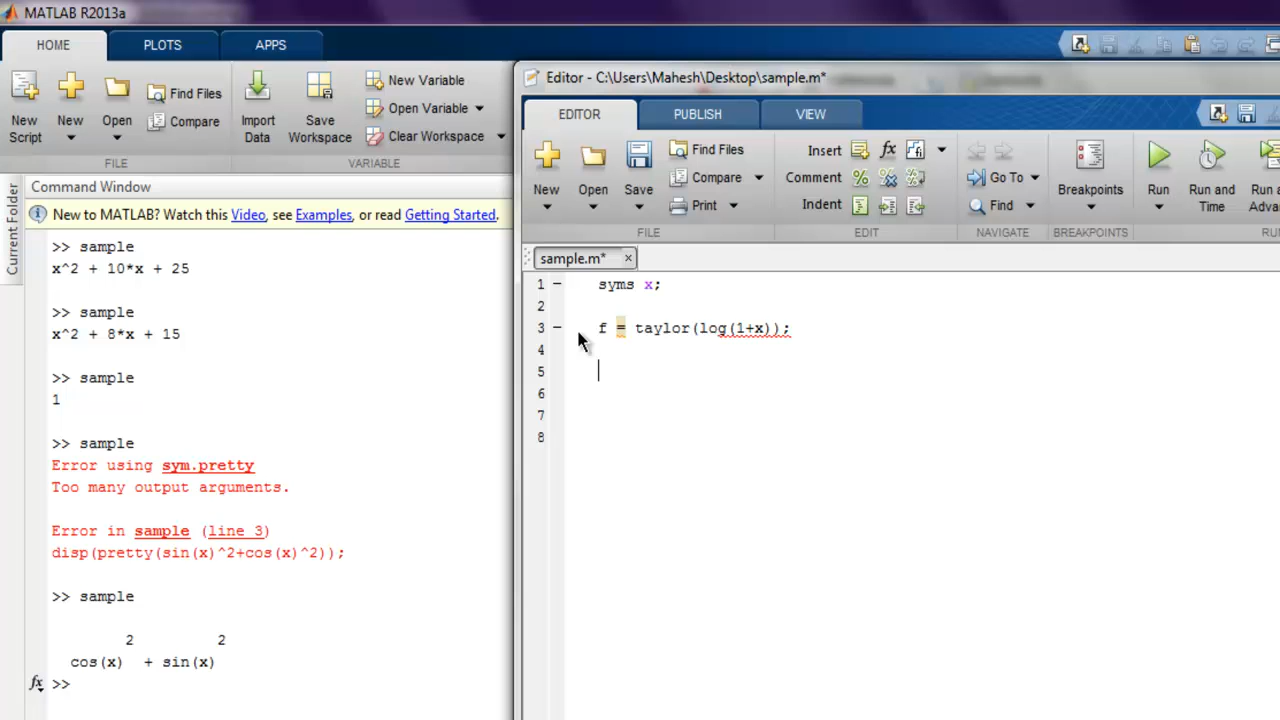 MATLAB R2013a
HOME PLOTS APPS
New Script
New
Open
Find Files
Compare
Import Data
Save Workspace
New Variable
Open Variable
Clear Workspace
FILE VARIABLE
Current Folder
Command Window
New to MATLAB? Watch this Video, see Examples, or read Getting Started.
>> sample
x^2 + 10*x + 25
>> sample
x^2 + 8*x + 15
>> sample
1
>> sample
Error using sym.pretty
Too many output arguments.
Error in sample (line 3)
disp(pretty(sin(x)^2+cos(x)^2));
>> sample
2 2
cos(x) + sin(x)
fx >>
Editor - C:\Users\Mahesh\Desktop\sample.m*
EDITOR PUBLISH VIEW
New
Open
Save
Find Files
Compare
Print
Insert fx
Comment
Indent
Go To
Find
Breakpoints
Run
Run and Time
Run and
FILE EDIT NAVIGATE BREAKPOINTS
sample.m* ×
1 – syms x;
2
3 – f = taylor(log(1+x));
4
5
6
7
8